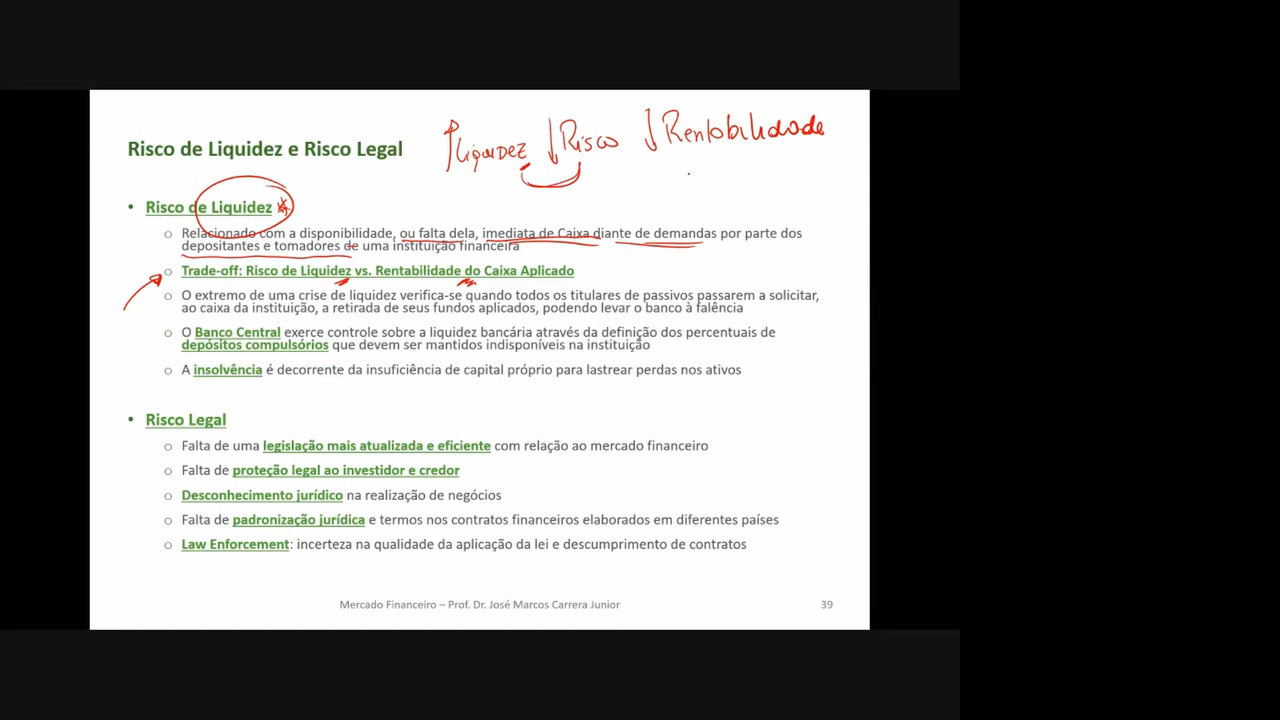 ↑Liquidez ↓Risco ↓Rentabilidade
Risco de Liquidez e Risco Legal
• Risco de Liquidez *
o Relacionado com a disponibilidade, ou falta dela, imediata de Caixa diante de demandas por parte dos
depositantes e tomadores de uma instituição financeira
o Trade-off: Risco de Liquidez vs. Rentabilidade do Caixa Aplicado
o O extremo de uma crise de liquidez verifica-se quando todos os titulares de passivos passarem a solicitar,
ao caixa da instituição, a retirada de seus fundos aplicados, podendo levar o banco à falência
o O Banco Central exerce controle sobre a liquidez bancária através da definição dos percentuais de
depósitos compulsórios que devem ser mantidos indisponíveis na instituição
o A insolvência é decorrente da insuficiência de capital próprio para lastrear perdas nos ativos
• Risco Legal
o Falta de uma legislação mais atualizada e eficiente com relação ao mercado financeiro
o Falta de proteção legal ao investidor e credor
o Desconhecimento jurídico na realização de negócios
o Falta de padronização jurídica e termos nos contratos financeiros elaborados em diferentes países
o Law Enforcement: incerteza na qualidade da aplicação da lei e descumprimento de contratos
Mercado Financeiro – Prof. Dr. José Marcos Carrera Junior
39